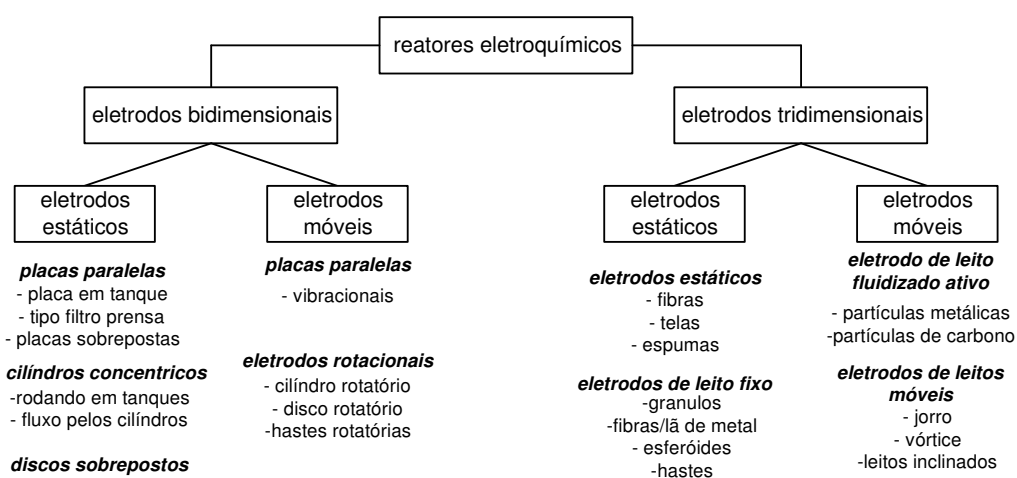 reatores eletroquímicos
eletrodos bidimensionais
eletrodos tridimensionais
eletrodos
estáticos
eletrodos
móveis
eletrodos
estáticos
eletrodos
móveis
placas paralelas
- placa em tanque
- tipo filtro prensa
- placas sobrepostas
cilíndros concentricos
-rodando em tanques
- fluxo pelos cilíndros
discos sobrepostos
placas paralelas
- vibracionais
eletrodos rotacionais
- cilíndro rotatório
- disco rotatório
-hastes rotatórias
eletrodos estáticos
- fibras
- telas
- espumas
eletrodos de leito fixo
-granulos
-fibras/lã de metal
- esferóides
-hastes
eletrodo de leito
fluidizado ativo
- partículas metálicas
-partículas de carbono
eletrodos de leitos
móveis
- jorro
- vórtice
-leitos inclinados